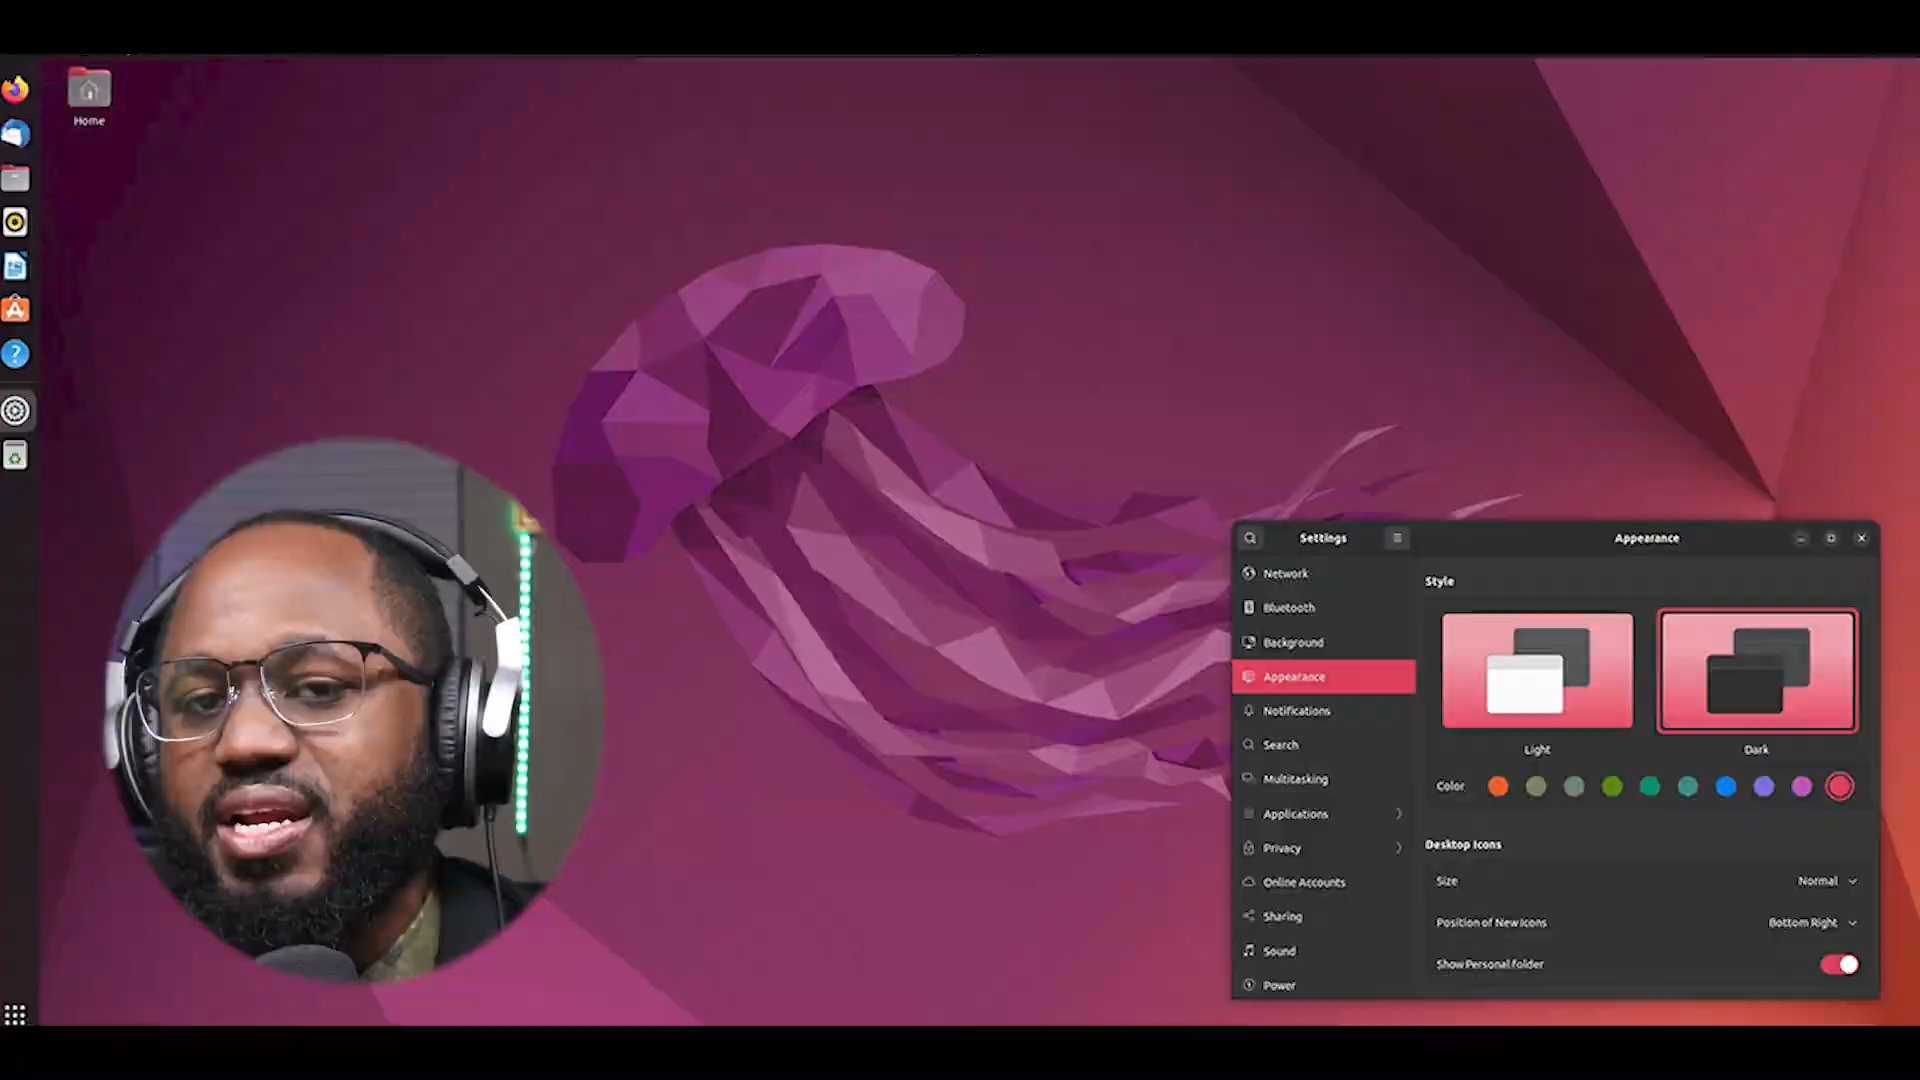 Home
Settings
Appearance
Network
Bluetooth
Background
Appearance
Notifications
Search
Multitasking
Applications
Privacy
Online Accounts
Sharing
Sound
Power
Style
Light
Dark
Color
Desktop Icons
Size
Normal
Position of New Icons
Bottom Right
Show Personal folder